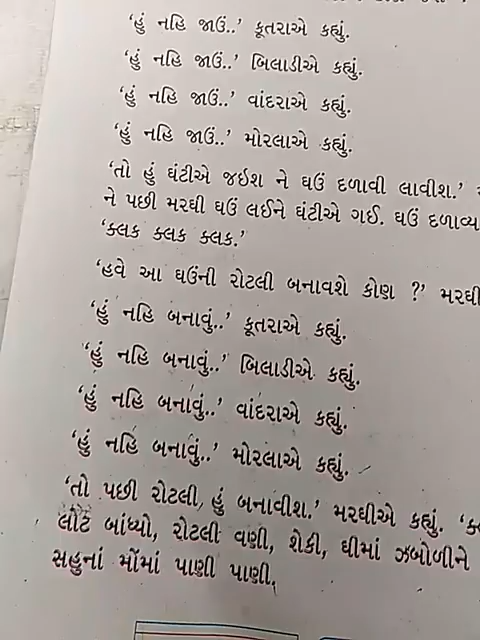 'હું નહિ જાઉં..' કૂતરાએ કહ્યું.
'હું નહિ જાઉં..' બિલાડીએ કહ્યું.
'હું નહિ જાઉં..' વાંદરાએ કહ્યું.
'હું નહિ જાઉં..' મોરલાએ કહ્યું.
'તો હું ઘંટીએ જઇશ ને ઘઉં દળાવી લાવીશ.'
ને પછી મરઘી ઘઉં લઈને ઘંટીએ ગઈ. ઘઉં દળાવ્ય
'ક્લક ક્લક ક્લક.'
'હવે આ ઘઉંની રોટલી બનાવશે કોણ ?' મરઘી
'હું નહિ બનાવું..' કૂતરાએ કહ્યું.
'હું નહિ બનાવું..' બિલાડીએ કહ્યું.
'હું નહિ બનાવું..' વાંદરાએ કહ્યું.
'હું નહિ બનાવું..' મોરલાએ કહ્યું.
'તો પછી રોટલી હું બનાવીશ.' મરઘીએ કહ્યું.
લોટ બાંધ્યો, રોટલી વણી, શેકી, ઘીમાં ઝબોળીને
સહુનાં મોંમાં પાણી પાણી.